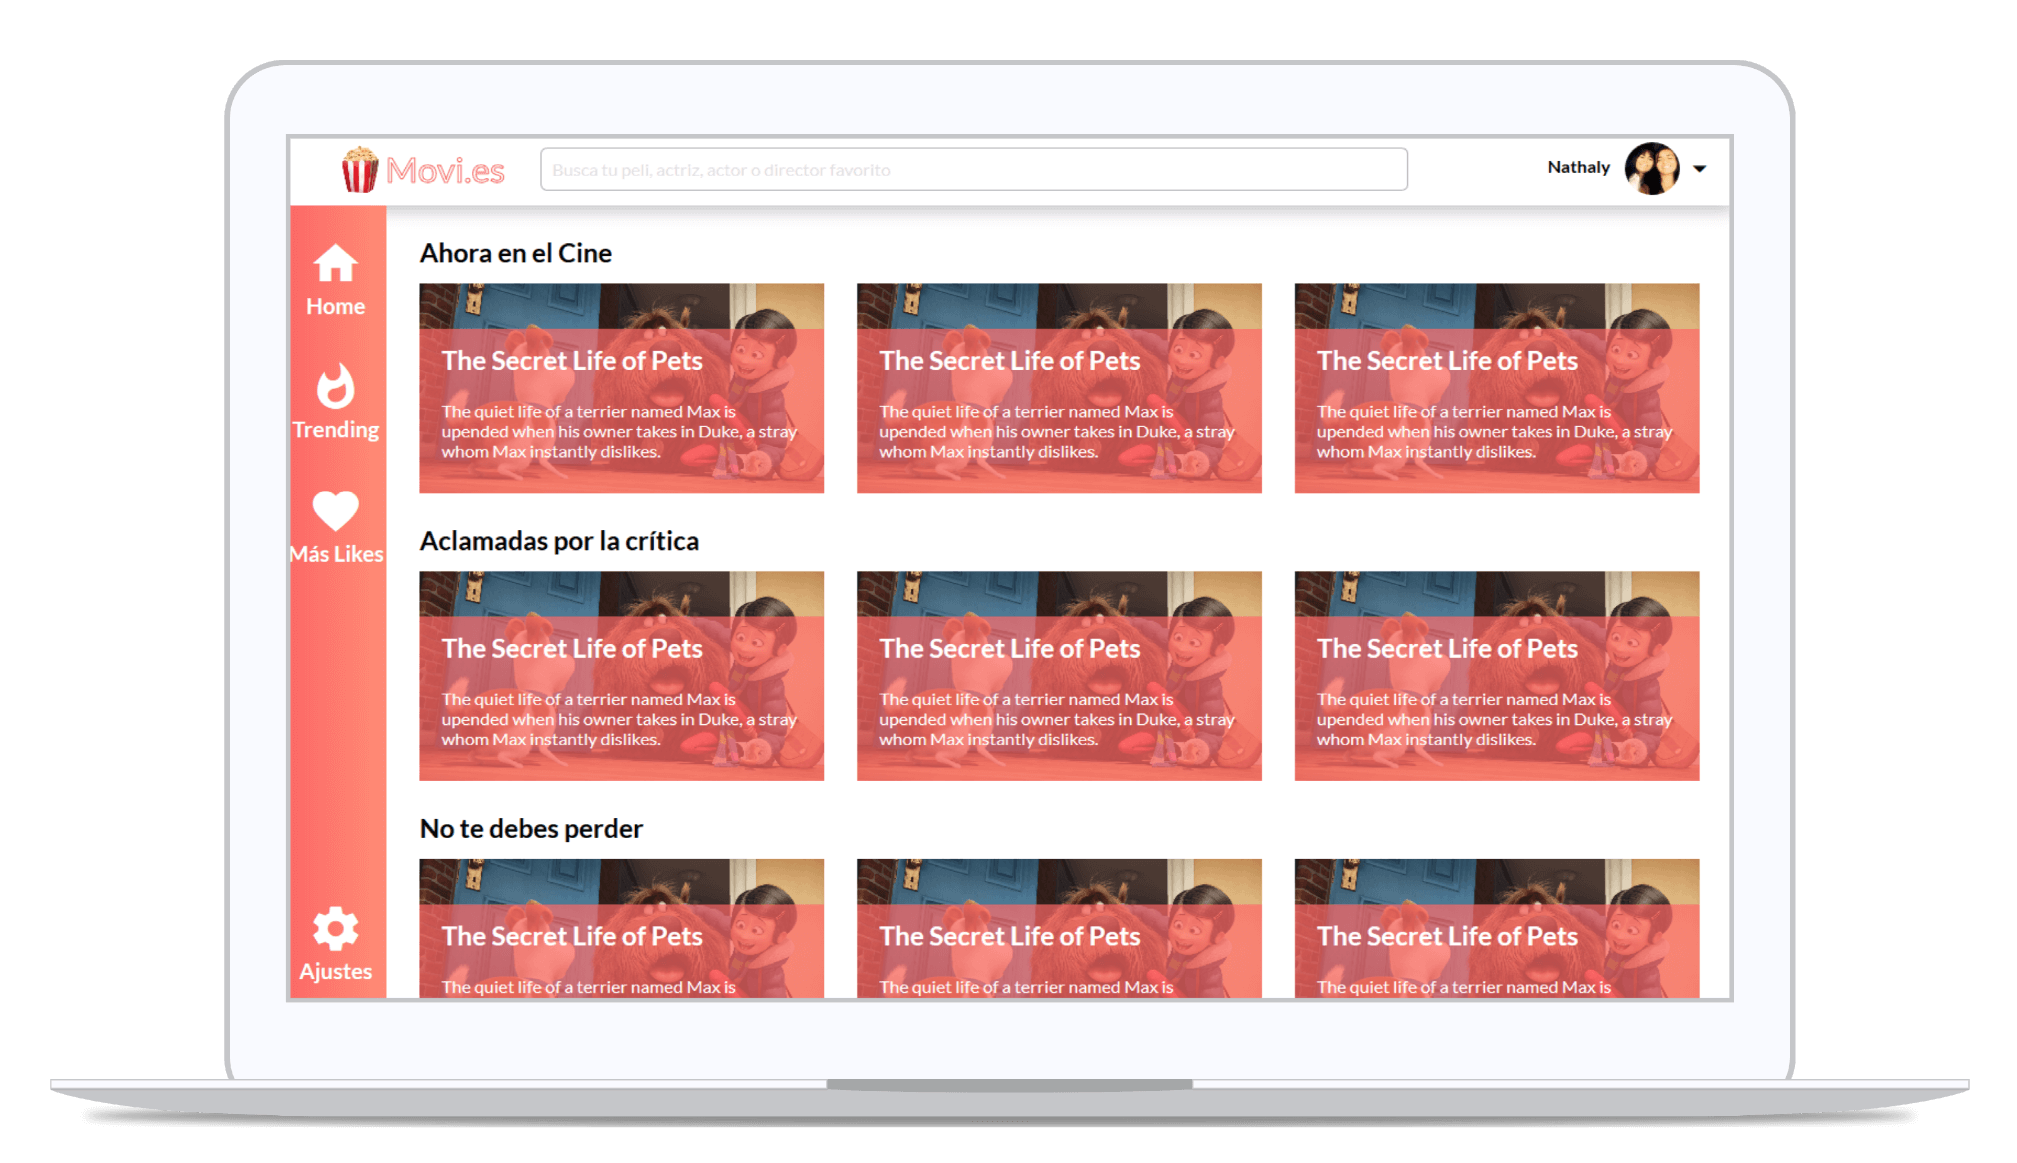 Movi.es
Busca tu peli, actriz, actor o director favorito
Nathaly
Home
Trending
Más Likes
Ajustes
Ahora en el Cine
The Secret Life of Pets
The quiet life of a terrier named Max is
upended when his owner takes in Duke, a stray
whom Max instantly dislikes.
The Secret Life of Pets
The quiet life of a terrier named Max is
upended when his owner takes in Duke, a stray
whom Max instantly dislikes.
The Secret Life of Pets
The quiet life of a terrier named Max is
upended when his owner takes in Duke, a stray
whom Max instantly dislikes.
Aclamadas por la crítica
The Secret Life of Pets
The quiet life of a terrier named Max is
upended when his owner takes in Duke, a stray
whom Max instantly dislikes.
The Secret Life of Pets
The quiet life of a terrier named Max is
upended when his owner takes in Duke, a stray
whom Max instantly dislikes.
The Secret Life of Pets
The quiet life of a terrier named Max is
upended when his owner takes in Duke, a stray
whom Max instantly dislikes.
No te debes perder
The Secret Life of Pets
The quiet life of a terrier named Max is
The Secret Life of Pets
The quiet life of a terrier named Max is
The Secret Life of Pets
The quiet life of a terrier named Max is